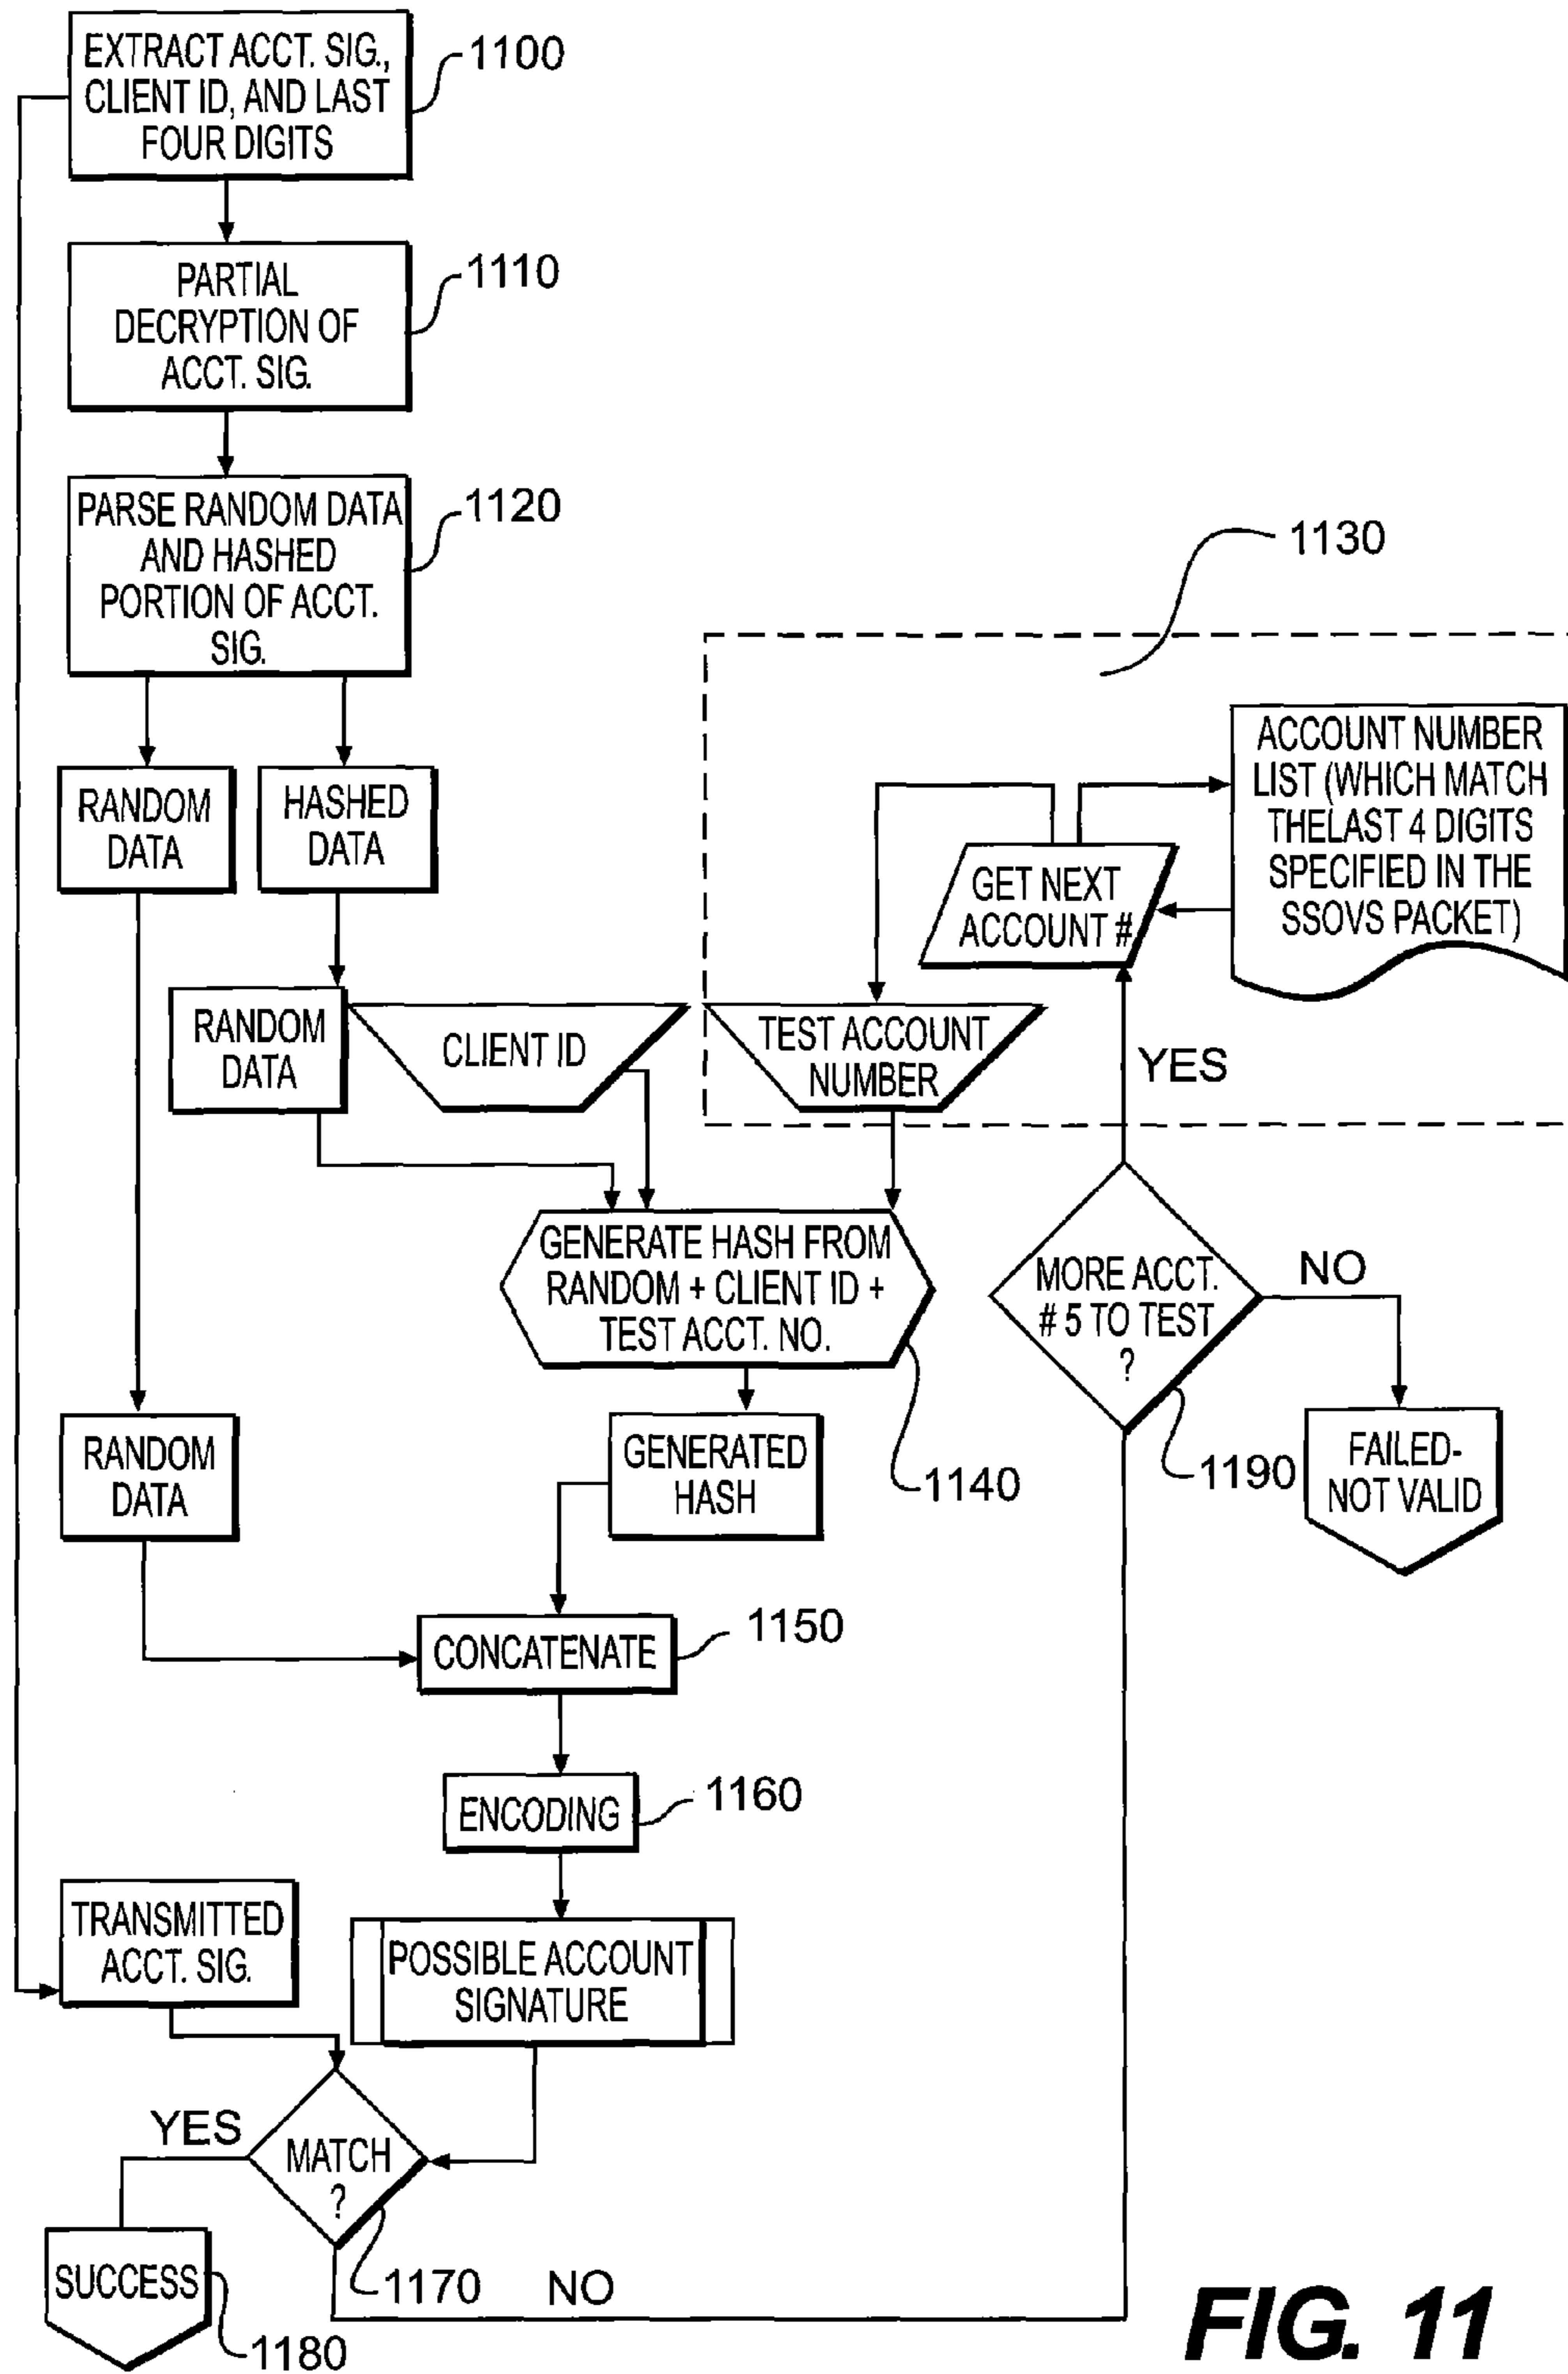 EXTRACT ACCT. SIG.,
CLIENT ID, AND LAST
FOUR DIGITS
1100
PARTIAL
DECRYPTION OF
ACCT. SIG.
1110
PARSE RANDOM DATA
AND HASHED
PORTION OF ACCT.
SIG.
1120
1130
RANDOM
DATA
HASHED
DATA
ACCOUNT NUMBER
LIST (WHICH MATCH
THELAST 4 DIGITS
SPECIFIED IN THE
SSOVS PACKET)
GET NEXT
ACCOUNT #
RANDOM
DATA
CLIENT ID
TEST ACCOUNT
NUMBER
YES
GENERATE HASH FROM
RANDOM + CLIENT ID +
TEST ACCT. NO.
1140
MORE ACCT.
# 5 TO TEST
?
NO
1190
FAILED-
NOT VALID
RANDOM
DATA
GENERATED
HASH
CONCATENATE
1150
ENCODING
1160
TRANSMITTED
ACCT. SIG.
POSSIBLE ACCOUNT
SIGNATURE
YES
MATCH
?
1170
NO
SUCCESS
1180
FIG. 11